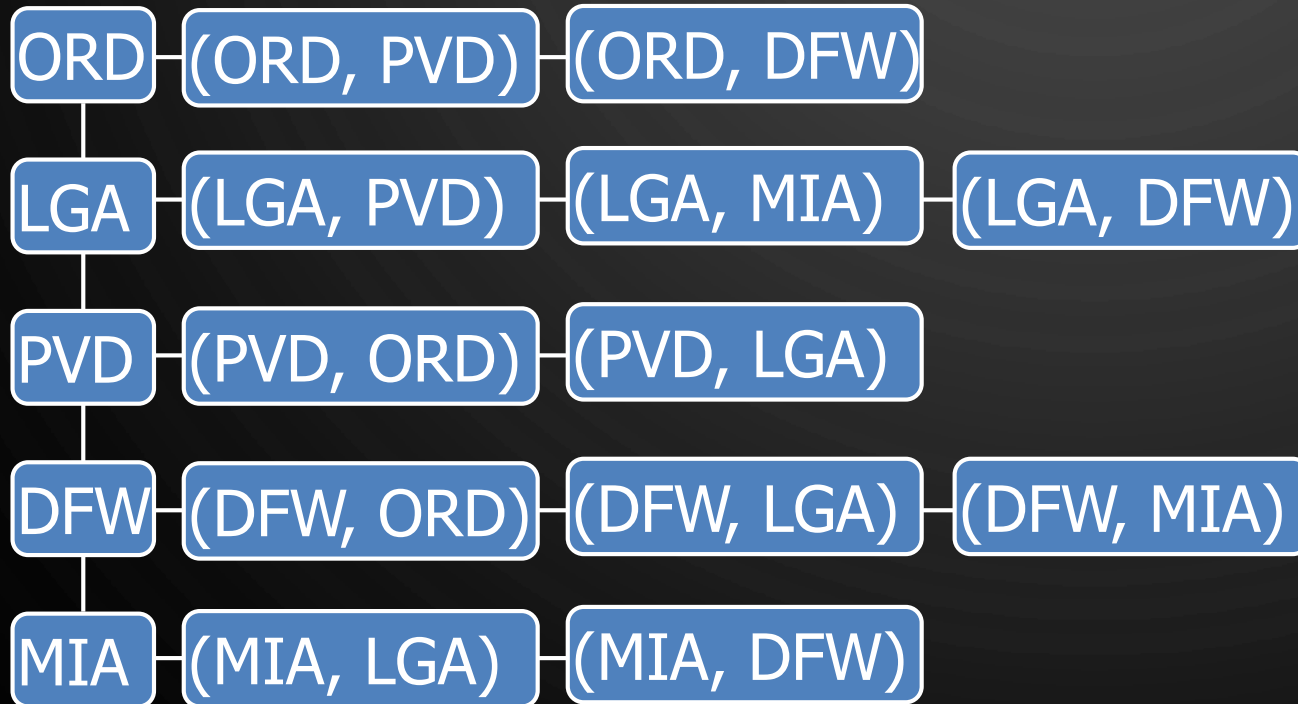 ORD (ORD, PVD) (ORD, DFW)
LGA (LGA, PVD) (LGA, MIA) (LGA, DFW)
PVD (PVD, ORD) (PVD, LGA)
DFW (DFW, ORD) (DFW, LGA) (DFW, MIA)
MIA (MIA, LGA) (MIA, DFW)